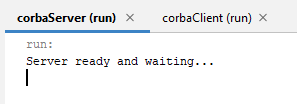 corbaServer (run) × corbaClient (run) ×
run:
Server ready and waiting...